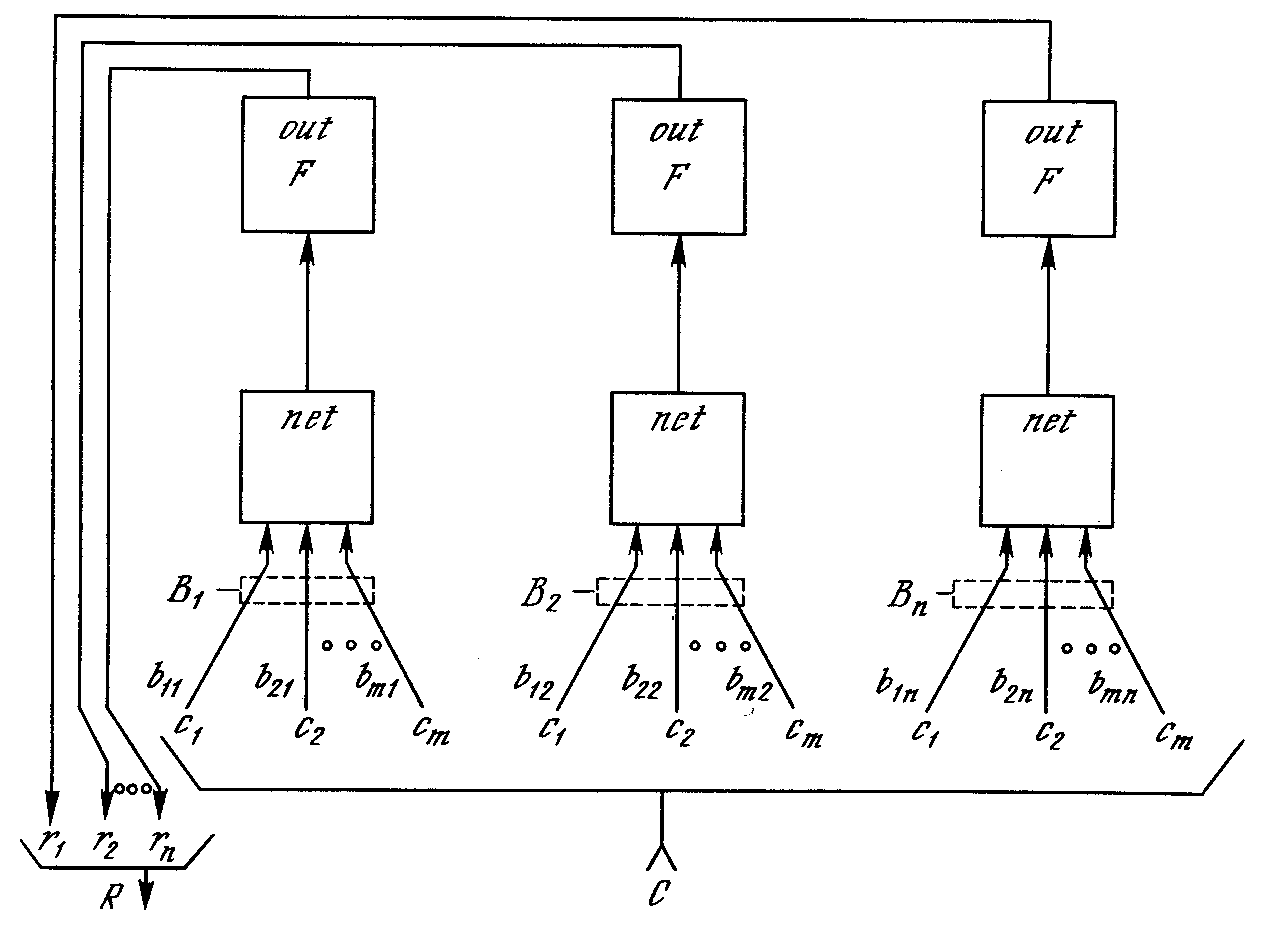 out out out
F F F
net net net
B₁ B₂ Bₙ
b₁₁ b₂₁ bₘ₁ b₁₂ b₂₂ bₘ₂ b₁ₙ b₂ₙ bₘₙ
c₁ c₂ cₘ c₁ c₂ cₘ c₁ c₂ cₘ
r₁ r₂ rₙ
R C